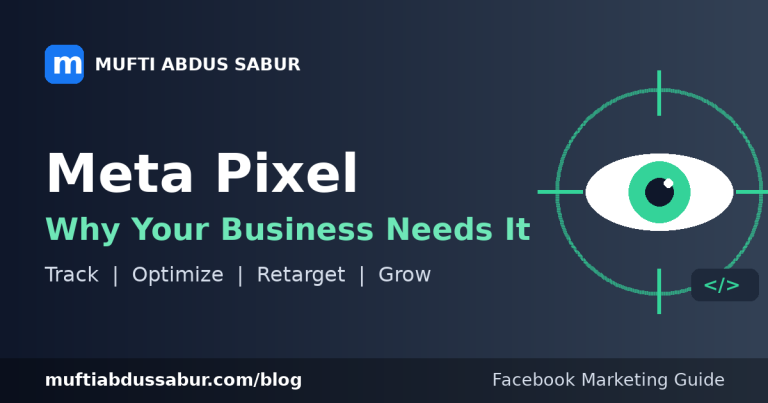 m MUFTI ABDUS SABUR
Meta Pixel
Why Your Business Needs It
Track | Optimize | Retarget | Grow
</>
muftiabdussabur.com/blog
Facebook Marketing Guide